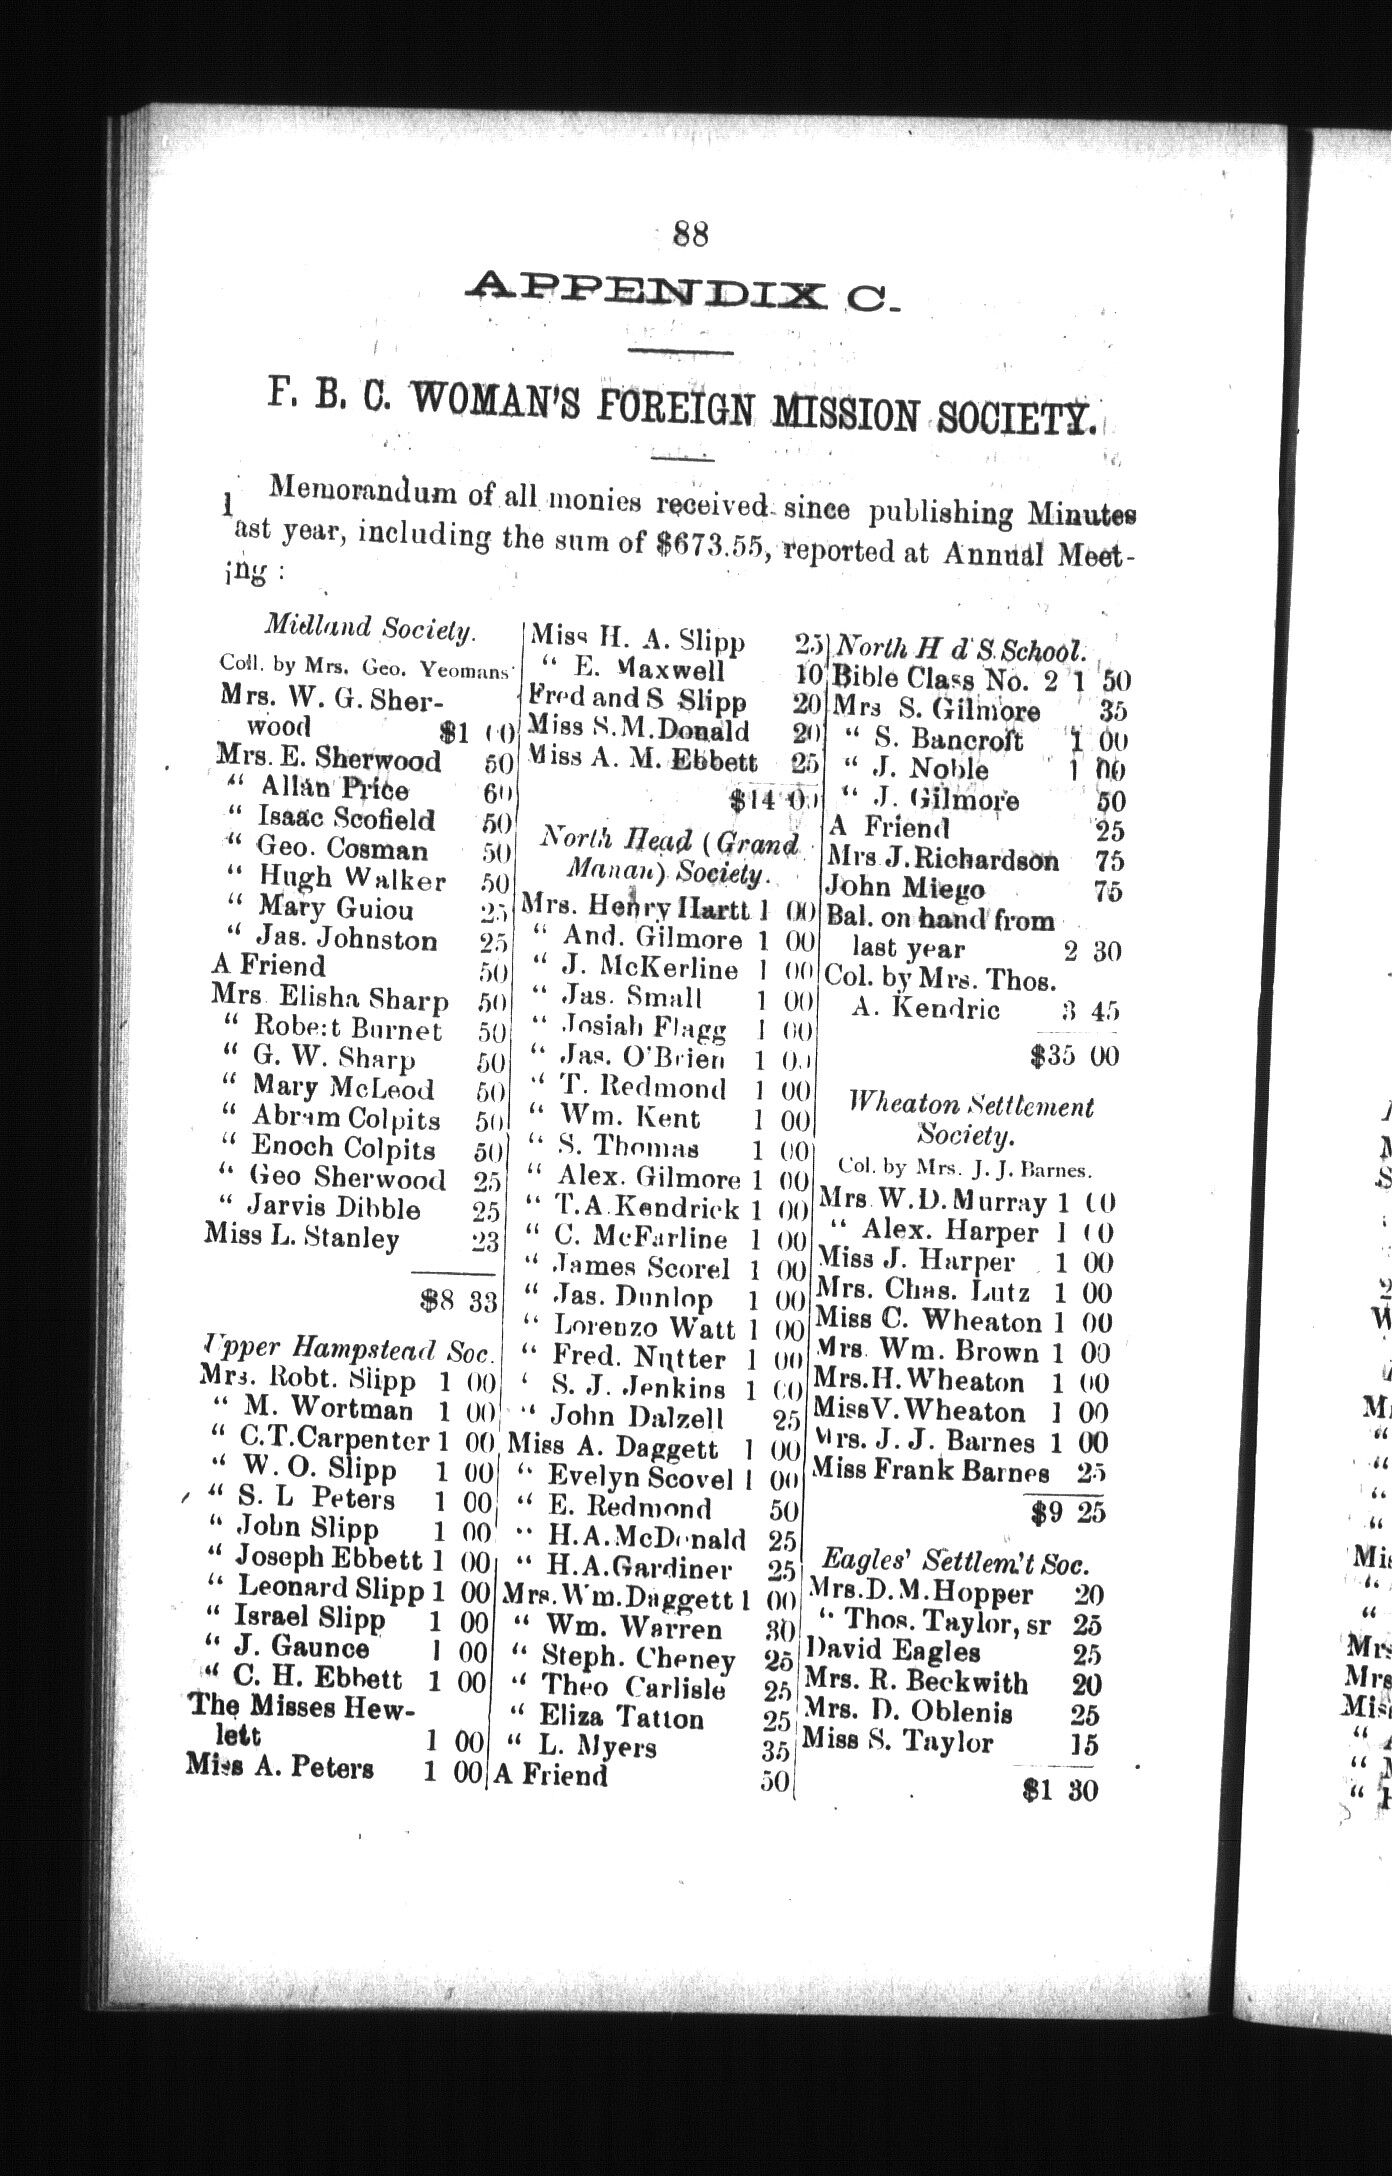 88
APPENDIX C.
F. B. C. WOMAN'S FOREIGN MISSION SOCIETY.
Memorandum of all monies received since publishing Minutes
last year, including the sum of $673.55, reported at Annual Meet-
ing :
Midland Society.
Coll. by Mrs. Geo. Yeomans
Mrs. W. G. Sher-
wood $1 00
Mrs. E. Sherwood 50
“ Allan Price 60
“ Isaac Scofield 50
“ Geo. Cosman 50
“ Hugh Walker 50
“ Mary Guiou 25
“ Jas. Johnston 25
A Friend 50
Mrs Elisha Sharp 50
“ Robert Burnet 50
“ G. W. Sharp 50
“ Mary McLeod 50
“ Abram Colpits 50
“ Enoch Colpits 50
“ Geo Sherwood 25
“ Jarvis Dibble 25
Miss L. Stanley 23
$8 33
Upper Hampstead Soc.
Mrs. Robt. Slipp 1 00
“ M. Wortman 1 00
“ C.T.Carpenter 1 00
“ W. O. Slipp 1 00
“ S. L Peters 1 00
“ John Slipp 1 00
“ Joseph Ebbett 1 00
“ Leonard Slipp 1 00
“ Israel Slipp 1 00
“ J. Gaunce 1 00
“ C. H. Ebbett 1 00
The Misses Hew-
lett 1 00
Miss A. Peters 1 00
Miss H. A. Slipp 25
“ E. Maxwell 10
Fred and S Slipp 20
Miss S.M.Donald 20
Miss A. M. Ebbett 25
$14 00
North Head (Grand
Manan) Society.
Mrs. Henry Hartt 1 00
“ And. Gilmore 1 00
“ J. McKerline 1 00
“ Jas. Small 1 00
“ Josiah Flagg 1 00
“ Jas. O'Brien 1 00
“ T. Redmond 1 00
“ Wm. Kent 1 00
“ S. Thomas 1 00
“ Alex. Gilmore 1 00
“ T.A.Kendrick 1 00
“ C. McFarline 1 00
“ James Scorel 1 00
“ Jas. Dunlop 1 00
“ Lorenzo Watt 1 00
“ Fred. Nutter 1 00
‘ S. J. Jenkins 1 00
“ John Dalzell 25
Miss A. Daggett 1 00
“ Evelyn Scovel 1 00
“ E. Redmond 50
“ H.A.McDonald 25
“ H.A.Gardiner 25
Mrs.Wm.Daggett 1 00
“ Wm. Warren 30
“ Steph. Cheney 25
“ Theo Carlisle 25
“ Eliza Tatton 25
“ L. Myers 35
A Friend 50
North H d S. School.
Bible Class No. 2 1 50
Mrs S. Gilmore 35
“ S. Bancroft 1 00
“ J. Noble 1 00
“ J. Gilmore 50
A Friend 25
Mrs J.Richardson 75
John Miego 75
Bal. on hand from
last year 2 30
Col. by Mrs. Thos.
A. Kendric 3 45
$35 00
Wheaton Settlement
Society.
Col. by Mrs. J. J. Barnes.
Mrs W.D. Murray 1 00
“ Alex. Harper 1 00
Miss J. Harper 1 00
Mrs. Chas. Lutz 1 00
Miss C. Wheaton 1 00
Mrs. Wm. Brown 1 00
Mrs.H.Wheaton 1 00
Miss V.Wheaton 1 00
Mrs. J. J. Barnes 1 00
Miss Frank Barnes 25
$9 25
Eagles' Settlem't Soc.
Mrs.D.M.Hopper 20
“ Thos. Taylor, sr 25
David Eagles 25
Mrs. R. Beckwith 20
Mrs. D. Oblenis 25
Miss S. Taylor 15
$1 30